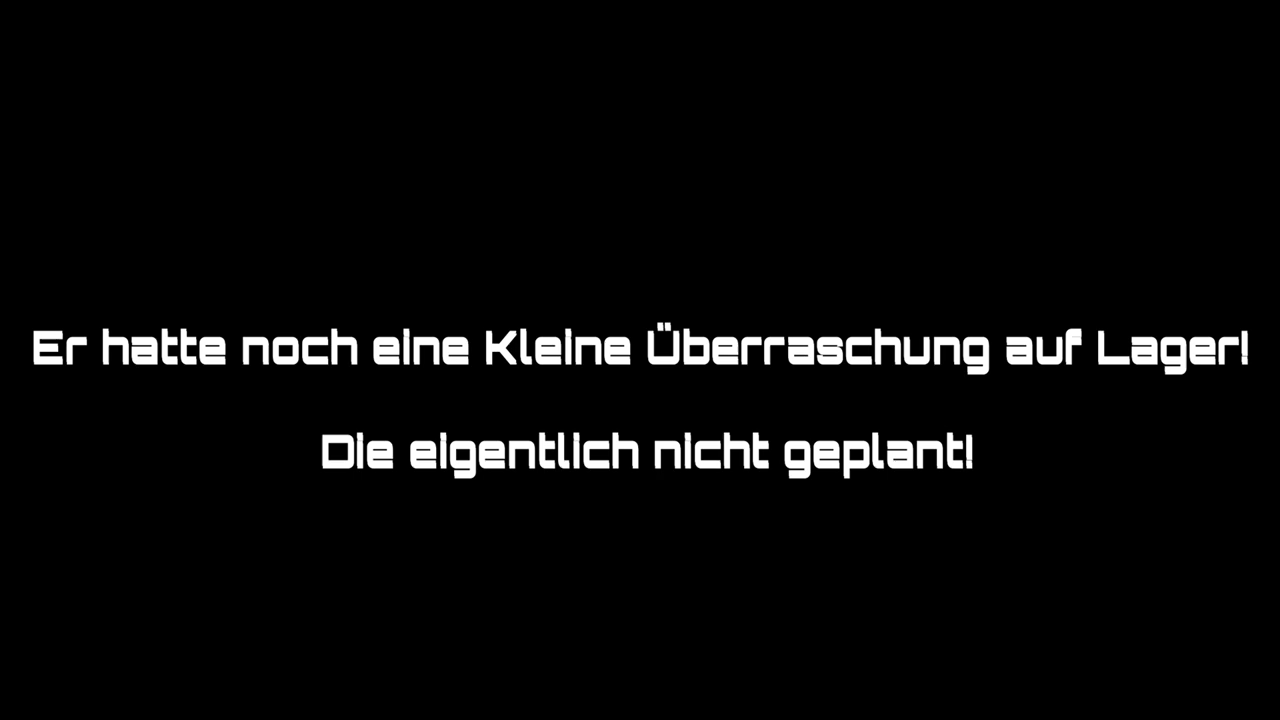 Er hatte noch eine Kleine Überraschung auf Lager!
Die eigentlich nicht geplant!